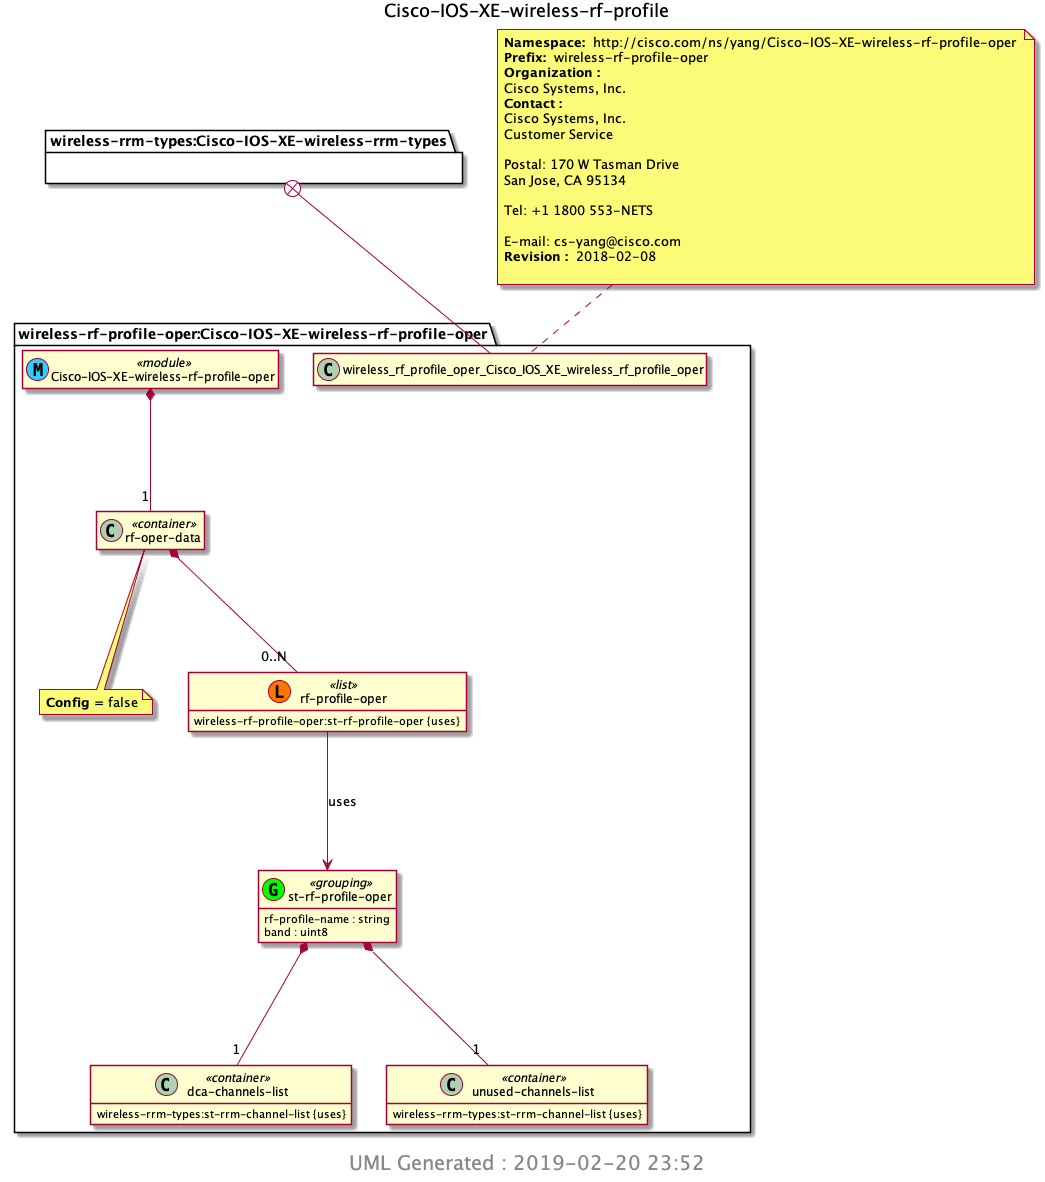 Cisco-IOS-XE-wireless-rf-profile
Namespace: http://cisco.com/ns/yang/Cisco-IOS-XE-wireless-rf-profile-oper
Prefix: wireless-rf-profile-oper
Organization :
Cisco Systems, Inc.
Contact :
Cisco Systems, Inc.
Customer Service
Postal: 170 W Tasman Drive
San Jose, CA 95134
Tel: +1 1800 553-NETS
E-mail: cs-yang@cisco.com
Revision : 2018-02-08
wireless-rrm-types:Cisco-IOS-XE-wireless-rrm-types
wireless-rf-profile-oper:Cisco-IOS-XE-wireless-rf-profile-oper
M
«module»
Cisco-IOS-XE-wireless-rf-profile-oper
C
wireless_rf_profile_oper_Cisco_IOS_XE_wireless_rf_profile_oper
1
C
«container»
rf-oper-data
0..N
Config = false
L
«list»
rf-profile-oper
wireless-rf-profile-oper:st-rf-profile-oper {uses}
uses
G
«grouping»
st-rf-profile-oper
rf-profile-name : string
band : uint8
1
1
C
«container»
dca-channels-list
wireless-rrm-types:st-rrm-channel-list {uses}
C
«container»
unused-channels-list
wireless-rrm-types:st-rrm-channel-list {uses}
UML Generated : 2019-02-20 23:52